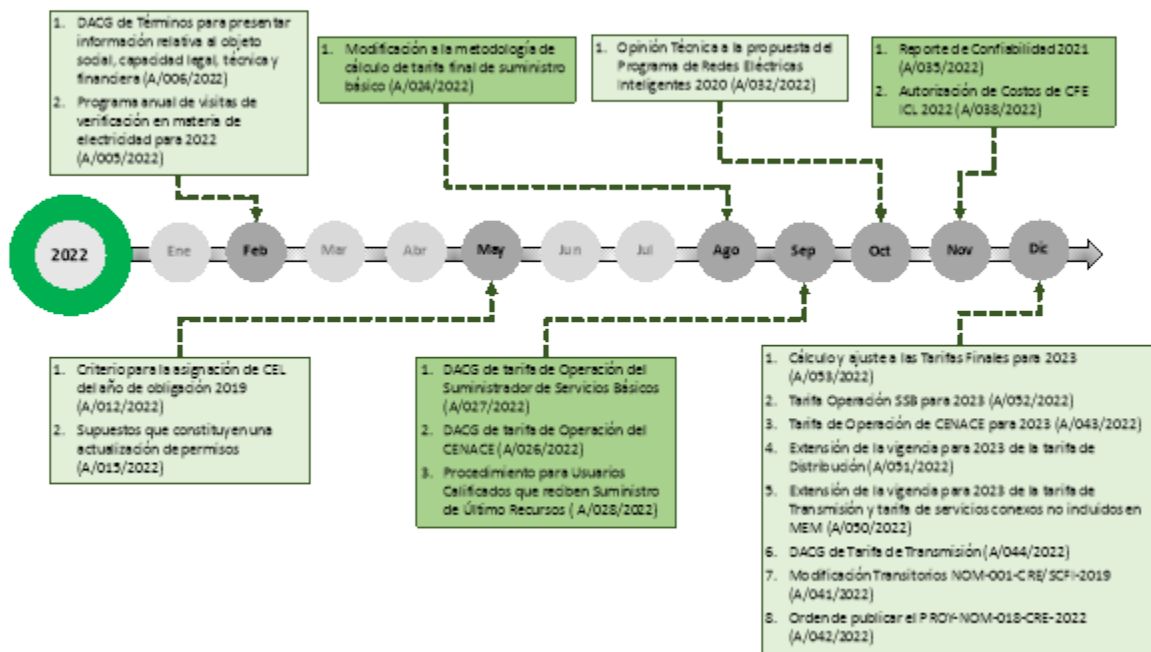 1. DACG de Términos para presentar
información relativa al objeto
social, capacidad legal, técnica y
financiera (A/006/2022)
2. Programa anual de visitas de
verificación en materia de
electricidad para 2022
(A/005/2022)
1. Modificación a la metodología de
cálculo de tarifa final de suministro
básico (A/024/2022)
1. Opinión Técnica a la propuesta del
Programa de Redes Eléctricas
Inteligentes 2020 (A/032/2022)
1. Reporte de Confiabilidad 2021
(A/035/2022)
2. Autorización de Costos de CFE
ICL 2022 (A/038/2022)
2022
Ene
Feb
Mar
Abr
May
Jun
Jul
Ago
Sep
Oct
Nov
Dic
1. Criterio para la asignación de CEL
del año de obligación 2019
(A/012/2022)
2. Supuestos que constituyen una
actualización de permisos
(A/015/2022)
1. DACG de tarifa de Operación del
Suministrador de Servicios Básicos
(A/027/2022)
2. DACG de tarifa de Operación del
CENACE (A/026/2022)
3. Procedimiento para Usuarios
Calificados que reciben Suministro
de Último Recursos ( A/028/2022)
1. Cálculo y ajuste a las Tarifas Finales para 2023
(A/053/2022)
2. Tarifa Operación SSB para 2023 (A/052/2022)
3. Tarifa de Operación de CENACE para 2023 (A/043/2022)
4. Extensión de la vigencia para 2023 de la tarifa de
Distribución (A/051/2022)
5. Extensión de la vigencia para 2023 de la tarifa de
Transmisión y tarifa de servicios conexos no incluidos en
MEM (A/050/2022)
6. DACG de Tarifa de Transmisión (A/044/2022)
7. Modificación Transitorios NOM-001-CRE/SCFI-2019
(A/041/2022)
8. Orden de publicar el PROY-NOM-018-CRE-2022
(A/042/2022)